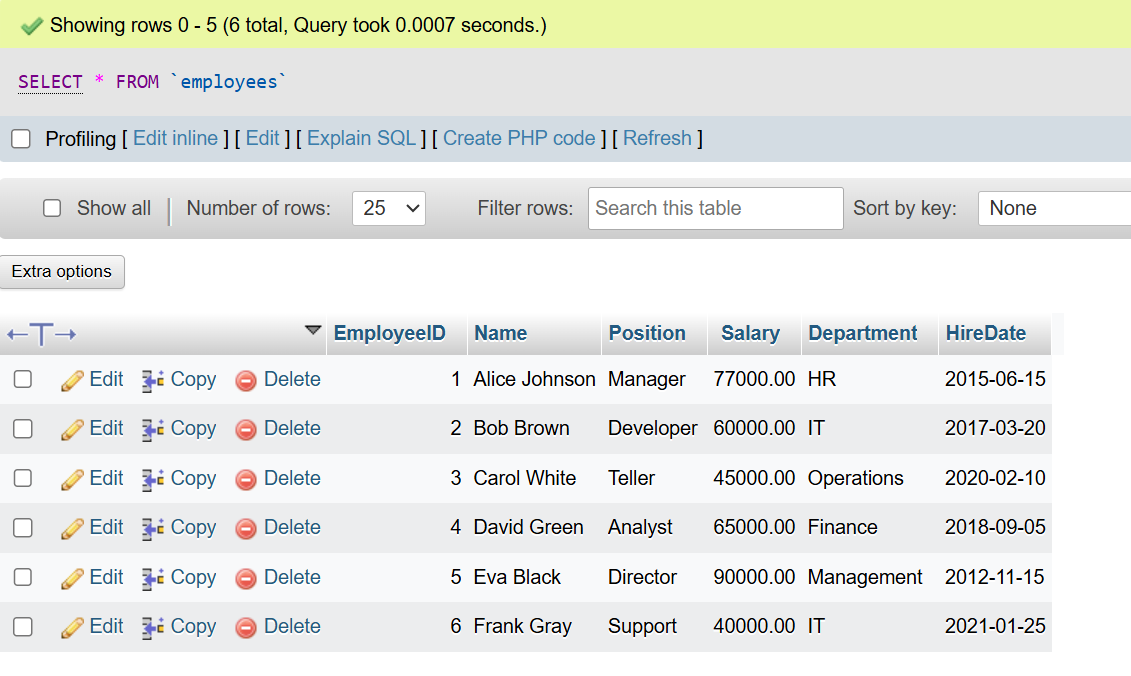 Showing rows 0 - 5 (6 total, Query took 0.0007 seconds.)
SELECT * FROM `employees`
Profiling [ Edit inline ] [ Edit ] [ Explain SQL ] [ Create PHP code ] [ Refresh ]
Show all | Number of rows: 25 Filter rows: Search this table Sort by key: None
Extra options
←T→ EmployeeID Name Position Salary Department HireDate
Edit Copy Delete 1 Alice Johnson Manager 77000.00 HR 2015-06-15
Edit Copy Delete 2 Bob Brown Developer 60000.00 IT 2017-03-20
Edit Copy Delete 3 Carol White Teller 45000.00 Operations 2020-02-10
Edit Copy Delete 4 David Green Analyst 65000.00 Finance 2018-09-05
Edit Copy Delete 5 Eva Black Director 90000.00 Management 2012-11-15
Edit Copy Delete 6 Frank Gray Support 40000.00 IT 2021-01-25